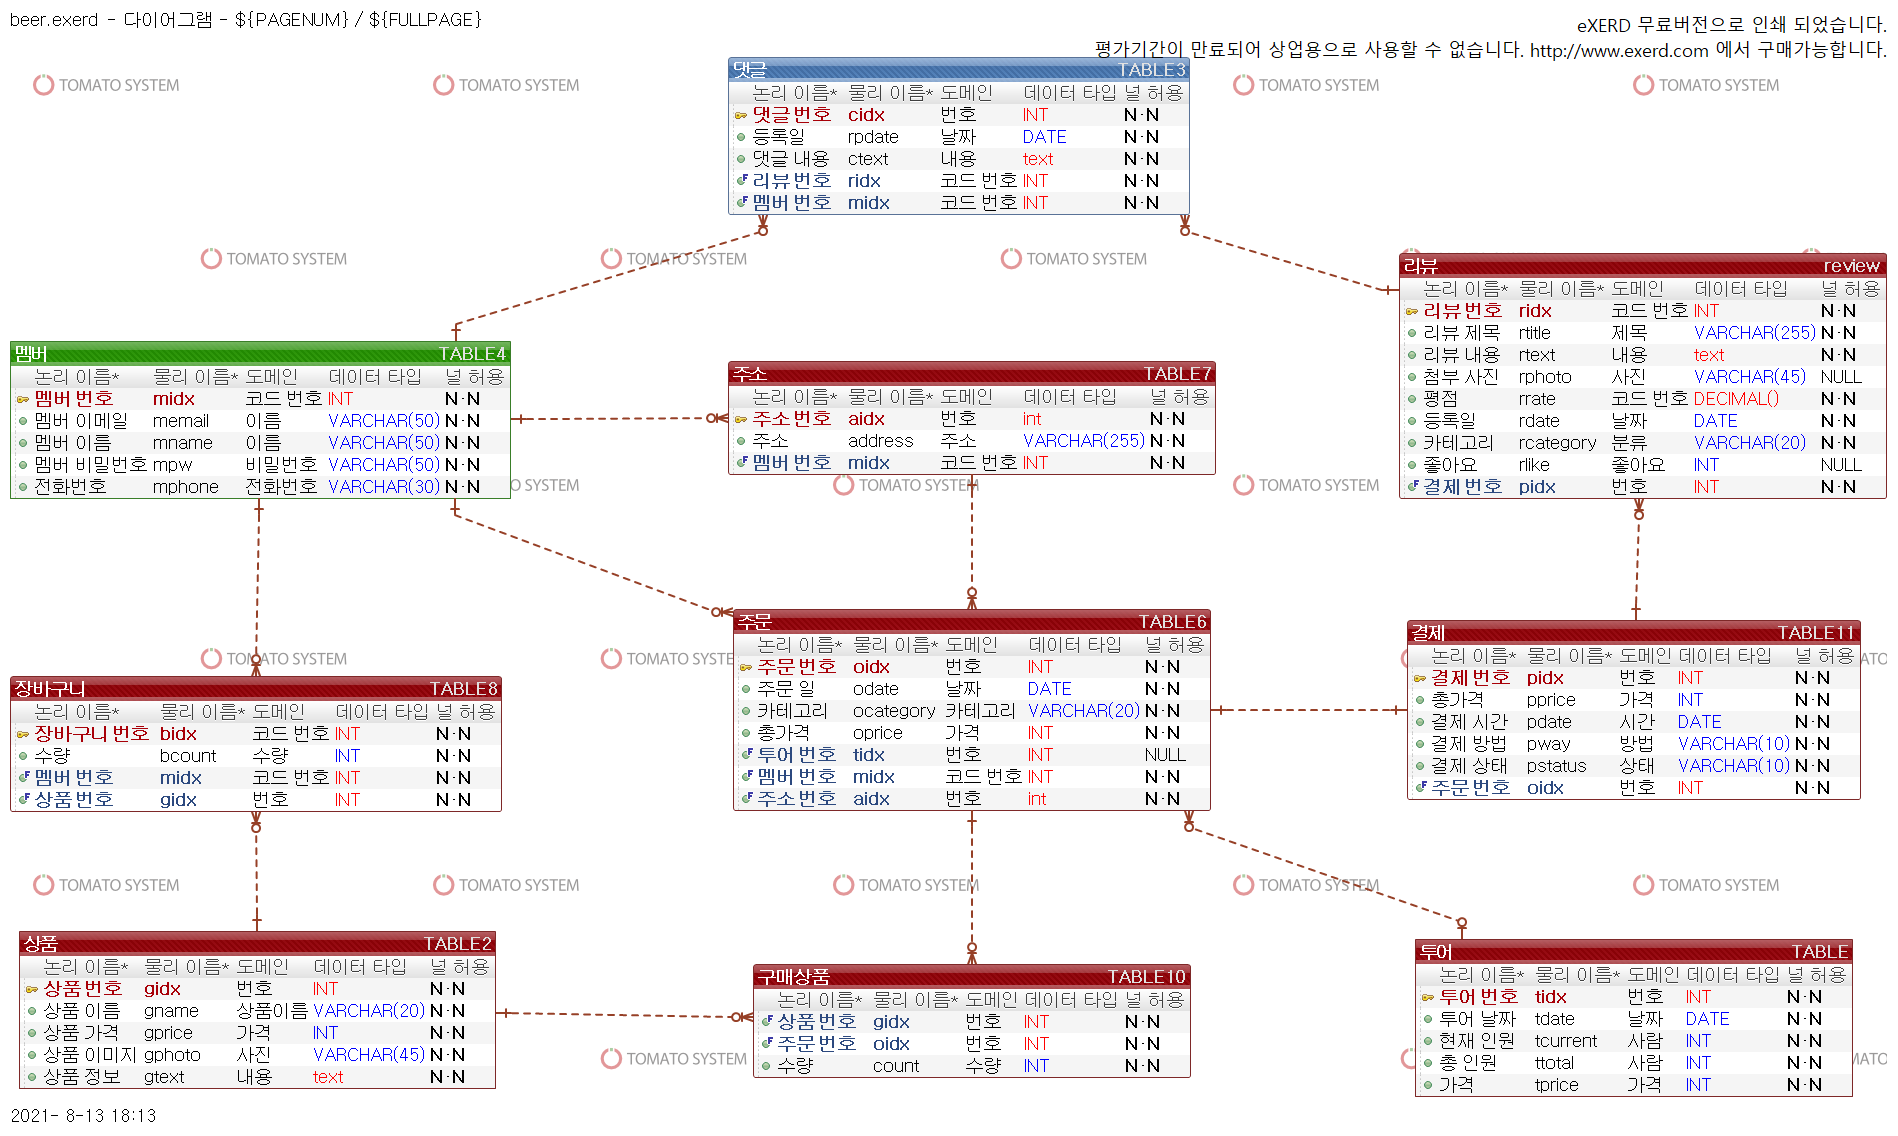 beer.exerd - 다이어그램 - ${PAGENUM} / ${FULLPAGE}
eXERD 무료버전으로 인쇄 되었습니다.
평가기간이 만료되어 상업용으로 사용할 수 없습니다. http://www.exerd.com 에서 구매가능합니다.
TOMATO SYSTEM
TOMATO SYSTEM
TOMATO SYSTEM
TOMATO SYSTEM
댓글 TABLE3
논리 이름* 물리 이름* 도메인 데이터 타입 널 허용
댓글 번호 cidx 번호 INT N·N
등록일 rpdate 날짜 DATE N·N
댓글 내용 ctext 내용 text N·N
리뷰 번호 ridx 코드 번호 INT N·N
멤버 번호 midx 코드 번호 INT N·N
TOMATO SYSTEM
TOMATO SYSTEM
TOMATO SYSTEM
리뷰 review
논리 이름* 물리 이름* 도메인 데이터 타입 널 허용
리뷰 번호 ridx 코드 번호 INT N·N
리뷰 제목 rtitle 제목 VARCHAR(255) N·N
리뷰 내용 rtext 내용 text N·N
첨부 사진 rphoto 사진 VARCHAR(45) NULL
평점 rrate 코드 번호 DECIMAL() N·N
등록일 rdate 날짜 DATE N·N
카테고리 rcategory 분류 VARCHAR(20) N·N
좋아요 rlike 좋아요 INT NULL
결제 번호 pidx 번호 INT N·N
멤버 TABLE4
논리 이름* 물리 이름* 도메인 데이터 타입 널 허용
멤버 번호 midx 코드 번호 INT N·N
멤버 이메일 memail 이름 VARCHAR(50) N·N
멤버 이름 mname 이름 VARCHAR(50) N·N
멤버 비밀번호 mpw 비밀번호 VARCHAR(50) N·N
전화번호 mphone 전화번호 VARCHAR(30) N·N
주소 TABLE7
논리 이름* 물리 이름* 도메인 데이터 타입 널 허용
주소 번호 aidx 번호 int N·N
주소 address 주소 VARCHAR(255) N·N
멤버 번호 midx 코드 번호 INT N·N
O SYSTEM
TOMATO SYSTEM
TOMATO SYSTEM
주문 TABLE6
논리 이름* 물리 이름* 도메인 데이터 타입 널 허용
주문 번호 oidx 번호 INT N·N
주문 일 odate 날짜 DATE N·N
카테고리 ocategory 카테고리 VARCHAR(20) N·N
총가격 oprice 가격 INT N·N
투어 번호 tidx 번호 INT NULL
멤버 번호 midx 코드 번호 INT N·N
주소 번호 aidx 번호 int N·N
결제 TABLE11
논리 이름* 물리 이름* 도메인 데이터 타입 널 허용
결제 번호 pidx 번호 INT N·N
총가격 pprice 가격 INT N·N
결제 시간 pdate 시간 DATE N·N
결제 방법 pway 방법 VARCHAR(10) N·N
결제 상태 pstatus 상태 VARCHAR(10) N·N
주문 번호 oidx 번호 INT N·N
TOMATO SYSTEM
TOMATO SYSTE
ATO
장바구니 TABLE8
논리 이름* 물리 이름* 도메인 데이터 타입 널 허용
장바구니 번호 bidx 코드 번호 INT N·N
수량 bcount 수량 INT N·N
멤버 번호 midx 코드 번호 INT N·N
상품 번호 gidx 번호 INT N·N
TOMATO SYSTEM
TOMATO SYSTEM
TOMATO SYSTEM
TOMATO SYSTEM
TOMATO SYSTEM
상품 TABLE2
논리 이름* 물리 이름* 도메인 데이터 타입 널 허용
상품 번호 gidx 번호 INT N·N
상품 이름 gname 상품이름 VARCHAR(20) N·N
상품 가격 gprice 가격 INT N·N
상품 이미지 gphoto 사진 VARCHAR(45) N·N
상품 정보 gtext 내용 text N·N
구매상품 TABLE10
논리 이름* 물리 이름* 도메인 데이터 타입 널 허용
상품 번호 gidx 번호 INT N·N
주문 번호 oidx 번호 INT N·N
수량 count 수량 INT N·N
투어 TABLE
논리 이름* 물리 이름* 도메인 데이터 타입 널 허용
투어 번호 tidx 번호 INT N·N
투어 날짜 tdate 날짜 DATE N·N
현재 인원 tcurrent 사람 INT N·N
총 인원 ttotal 사람 INT N·N
가격 tprice 가격 INT N·N
TOMATO SYSTEM
MATO
2021- 8-13 18:13